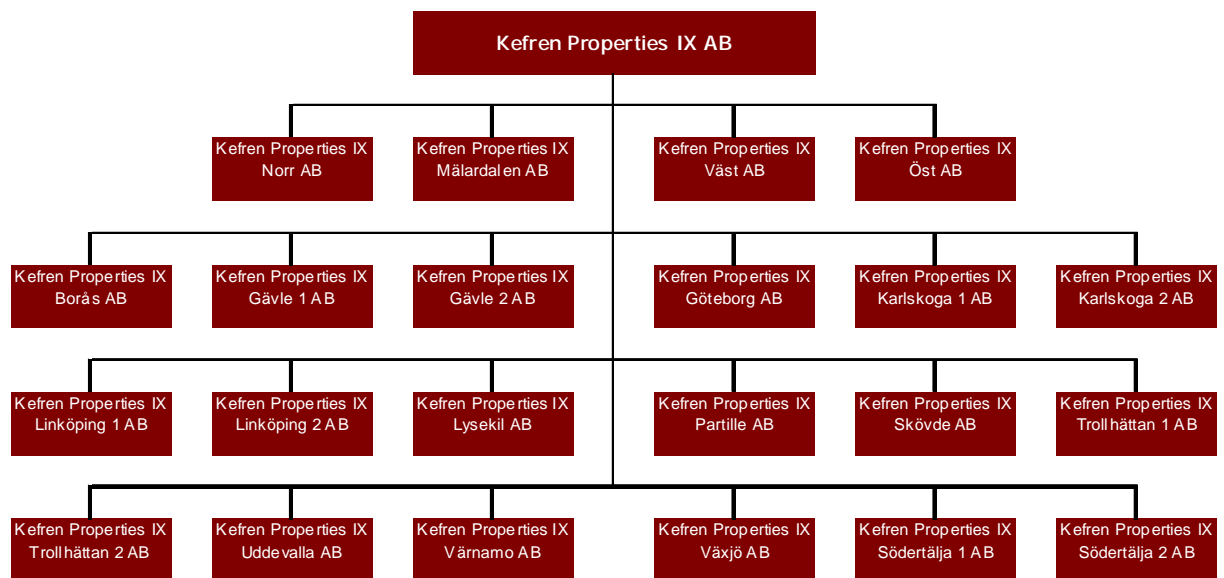 Kefren Properties IX AB
Kefren Properties IX
Norr AB
Kefren Properties IX
Mälardalen AB
Kefren Properties IX
Väst AB
Kefren Properties IX
Öst AB
Kefren Properties IX
Borås AB
Kefren Properties IX
Gävle 1 AB
Kefren Properties IX
Gävle 2 AB
Kefren Properties IX
Göteborg AB
Kefren Properties IX
Karlskoga 1 AB
Kefren Properties IX
Karlskoga 2 AB
Kefren Properties IX
Linköping 1 AB
Kefren Properties IX
Linköping 2 AB
Kefren Properties IX
Lysekil AB
Kefren Properties IX
Partille AB
Kefren Properties IX
Skövde AB
Kefren Properties IX
Trollhättan 1 AB
Kefren Properties IX
Trollhättan 2 AB
Kefren Properties IX
Uddevalla AB
Kefren Properties IX
Värnamo AB
Kefren Properties IX
Växjö AB
Kefren Properties IX
Södertälja 1 AB
Kefren Properties IX
Södertälja 2 AB